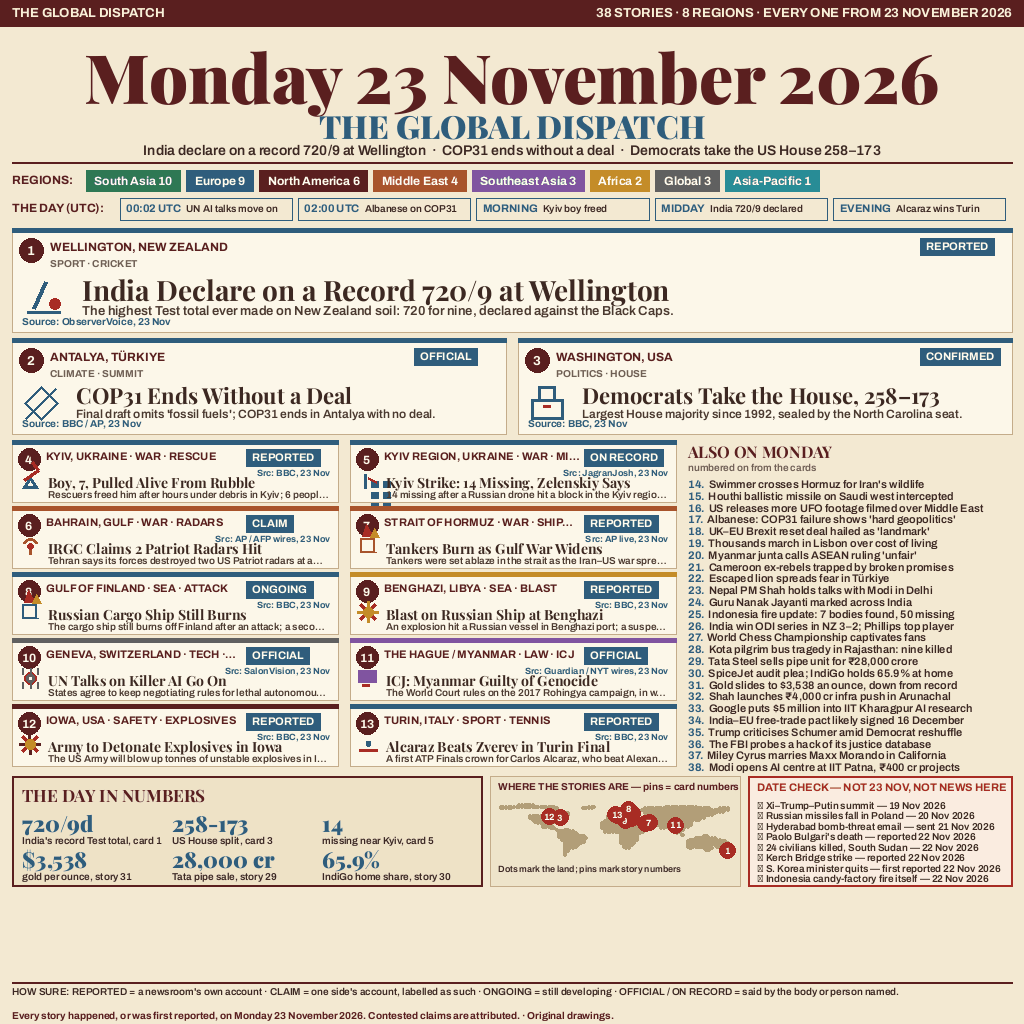 THE GLOBAL DISPATCH
38 STORIES · 8 REGIONS · EVERY ONE FROM 23 NOVEMBER 2026
Monday 23 November 2026
THE GLOBAL DISPATCH
India declare on a record 720/9 at Wellington · COP31 ends without a deal · Democrats take the US House 258–173
REGIONS: South Asia 10 Europe 9 North America 6 Middle East 4 Southeast Asia 3 Africa 2 Global 3 Asia-Pacific 1
THE DAY (UTC): 00:02 UTC UN AI talks move on 02:00 UTC Albanese on COP31 MORNING Kyiv boy freed MIDDAY India 720/9 declared EVENING Alcaraz wins Turin
1 WELLINGTON, NEW ZEALAND REPORTED
SPORT · CRICKET
India Declare on a Record 720/9 at Wellington
The highest Test total ever made on New Zealand soil: 720 for nine, declared against the Black Caps.
Source: ObserverVoice, 23 Nov
2 ANTALYA, TÜRKIYE OFFICIAL
CLIMATE · SUMMIT
COP31 Ends Without a Deal
Final draft omits 'fossil fuels'; COP31 ends in Antalya with no deal.
Source: BBC / AP, 23 Nov
3 WASHINGTON, USA CONFIRMED
POLITICS · HOUSE
Democrats Take the House, 258–173
Largest House majority since 1992, sealed by the North Carolina seat.
Source: BBC, 23 Nov
4 KYIV, UKRAINE · WAR · RESCUE REPORTED
Src: BBC, 23 Nov
Boy, 7, Pulled Alive From Rubble
Rescuers freed him after hours under debris in Kyiv; 6 peopl…
5 KYIV REGION, UKRAINE · WAR · MI… ON RECORD
Src: JagranJosh, 23 Nov
Kyiv Strike: 14 Missing, Zelenskiy Says
14 missing after a Russian drone hit a block in the Kyiv regio…
6 BAHRAIN, GULF · WAR · RADARS CLAIM
Src: AP / AFP wires, 23 Nov
IRGC Claims 2 Patriot Radars Hit
Tehran says its forces destroyed two US Patriot radars at a…
7 STRAIT OF HORMUZ · WAR · SHIP… REPORTED
Src: AP live, 23 Nov
Tankers Burn as Gulf War Widens
Tankers were set ablaze in the strait as the Iran–US war spre…
8 GULF OF FINLAND · SEA · ATTACK ONGOING
Src: BBC, 23 Nov
Russian Cargo Ship Still Burns
The cargo ship still burns off Finland after an attack; a seco…
9 BENGHAZI, LIBYA · SEA · BLAST REPORTED
Src: BBC, 23 Nov
Blast on Russian Ship at Benghazi
An explosion hit a Russian vessel in Benghazi port; a suspe…
10 GENEVA, SWITZERLAND · TECH ·… OFFICIAL
Src: SalonVision, 23 Nov
UN Talks on Killer AI Go On
States agree to keep negotiating rules for lethal autonomou…
11 THE HAGUE / MYANMAR · LAW · ICJ OFFICIAL
Src: Guardian / NYT wires, 23 Nov
ICJ: Myanmar Guilty of Genocide
The World Court rules on the 2017 Rohingya campaign, in w…
12 IOWA, USA · SAFETY · EXPLOSIVES REPORTED
Src: BBC, 23 Nov
Army to Detonate Explosives in Iowa
The US Army will blow up tonnes of unstable explosives in I…
13 TURIN, ITALY · SPORT · TENNIS REPORTED
Src: BBC, 23 Nov
Alcaraz Beats Zverev in Turin Final
A first ATP Finals crown for Carlos Alcaraz, who beat Alexan…
ALSO ON MONDAY
numbered on from the cards
14. Swimmer crosses Hormuz for Iran's wildlife
15. Houthi ballistic missile on Saudi west intercepted
16. US releases more UFO footage filmed over Middle East
17. Albanese: COP31 failure shows 'hard geopolitics'
18. UK–EU Brexit reset deal hailed as 'landmark'
19. Thousands march in Lisbon over cost of living
20. Myanmar junta calls ASEAN ruling 'unfair'
21. Cameroon ex-rebels trapped by broken promises
22. Escaped lion spreads fear in Türkiye
23. Nepal PM Shah holds talks with Modi in Delhi
24. Guru Nanak Jayanti marked across India
25. Indonesia fire update: 7 bodies found, 50 missing
26. India win ODI series in NZ 3–2; Phillips top player
27. World Chess Championship captivates fans
28. Kota pilgrim bus tragedy in Rajasthan: nine killed
29. Tata Steel sells pipe unit for ₹28,000 crore
30. SpiceJet audit plea; IndiGo holds 65.9% at home
31. Gold slides to $3,538 an ounce, down from record
32. Shah launches ₹4,000 cr infra push in Arunachal
33. Google puts $5 million into IIT Kharagpur AI research
34. India–EU free-trade pact likely signed 16 December
35. Trump criticises Schumer amid Democrat reshuffle
36. The FBI probes a hack of its justice database
37. Miley Cyrus marries Maxx Morando in California
38. Modi opens AI centre at IIT Patna, ₹400 cr projects
THE DAY IN NUMBERS
720/9d 258-173 14
India's record Test total, card 1 US House split, card 3 missing near Kyiv, card 5
$3,538 28,000 cr 65.9%
gold per ounce, story 31 Tata pipe sale, story 29 IndiGo home share, story 30
WHERE THE STORIES ARE — pins = card numbers
12 3 13 8 7 11 1
Dots mark the land; pins mark story numbers
DATE CHECK — NOT 23 NOV, NOT NEWS HERE
Xi–Trump–Putin summit — 19 Nov 2026
Russian missiles fall in Poland — 20 Nov 2026
Hyderabad bomb-threat email — sent 21 Nov 2026
Paolo Bulgari's death — reported 22 Nov 2026
24 civilians killed, South Sudan — 22 Nov 2026
Kerch Bridge strike — reported 22 Nov 2026
S. Korea minister quits — first reported 22 Nov 2026
Indonesia candy-factory fire itself — 22 Nov 2026
HOW SURE: REPORTED = a newsroom's own account · CLAIM = one side's account, labelled as such · ONGOING = still developing · OFFICIAL / ON RECORD = said by the body or person named.
Every story happened, or was first reported, on Monday 23 November 2026. Contested claims are attributed. · Original drawings.